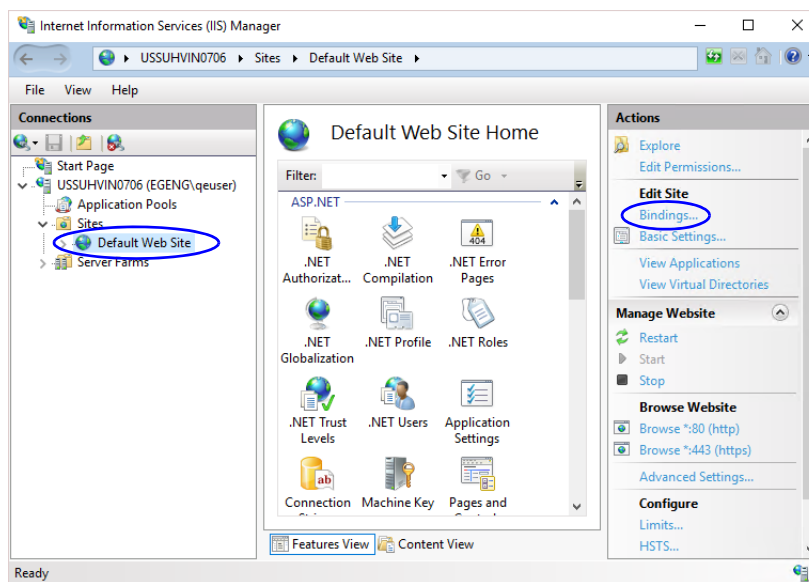 Internet Information Services (IIS) Manager
USSUHVIN0706 Sites Default Web Site
File View Help
Connections
Start Page
USSUHVIN0706 (EGENG\qeuser)
Application Pools
Sites
Default Web Site
Server Farms
Default Web Site Home
Filter: Go
ASP.NET
.NET Authorizat...
.NET Compilation
404
.NET Error Pages
.NET Globalization
.NET Profile
.NET Roles
.NET Trust Levels
.NET Users
Application Settings
ab
Connection
Machine Key
Pages and
Features View Content View
Actions
Explore
Edit Permissions...
Edit Site
Bindings...
Basic Settings...
View Applications
View Virtual Directories
Manage Website
Restart
Start
Stop
Browse Website
Browse *:80 (http)
Browse *:443 (https)
Advanced Settings...
Configure
Limits...
HSTS...
Ready